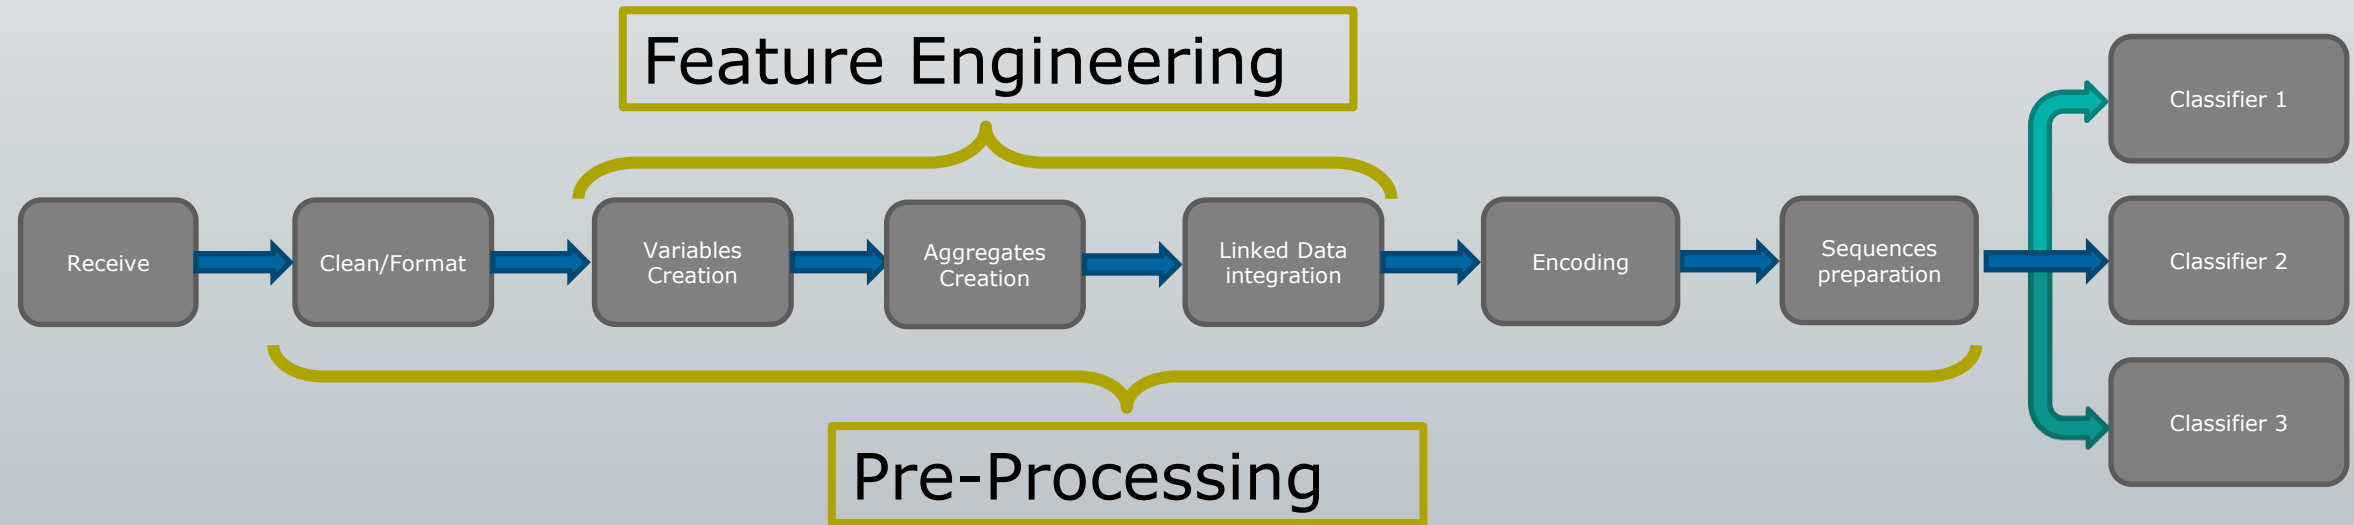 Feature Engineering
Classifier 1
Receive
Clean/Format
Variables
Creation
Aggregates
Creation
Linked Data
integration
Encoding
Sequences
preparation
Classifier 2
Classifier 3
Pre-Processing